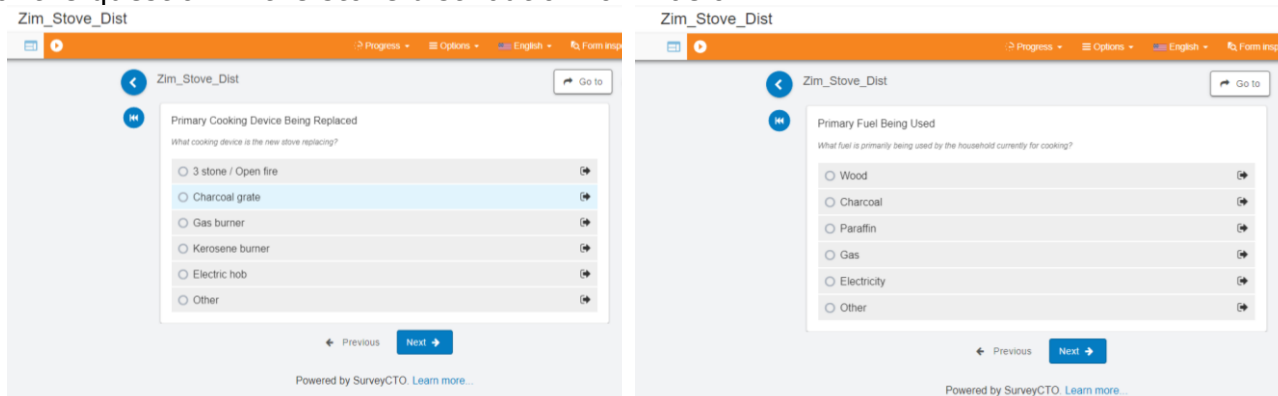 Zim_Stove_Dist
Progress Options English Form insp
Zim_Stove_Dist
Go to
Primary Cooking Device Being Replaced
What cooking device is the new stove replacing?
3 stone / Open fire
Charcoal grate
Gas burner
Kerosene burner
Electric hob
Other
Previous Next
Powered by SurveyCTO. Learn more...
Zim_Stove_Dist
Progress Options English Form insp
Zim_Stove_Dist
Go to
Primary Fuel Being Used
What fuel is primarily being used by the household currently for cooking?
Wood
Charcoal
Paraffin
Gas
Electricity
Other
Previous Next
Powered by SurveyCTO. Learn more...